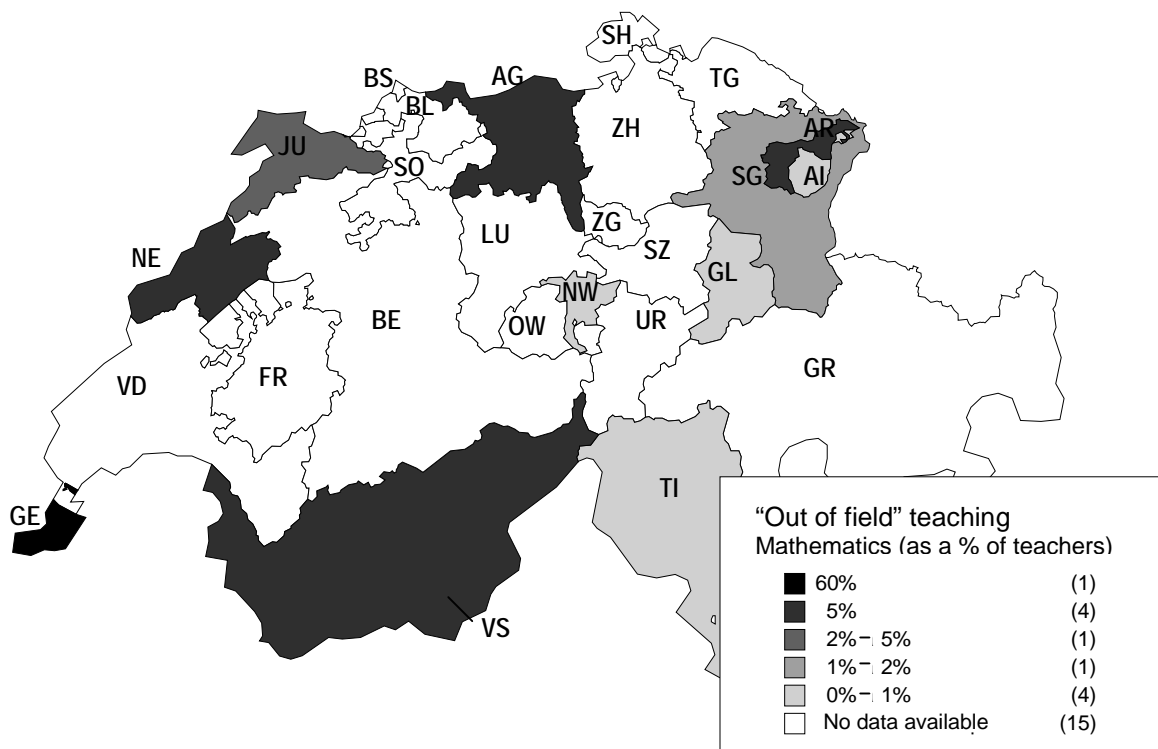 SH
BS
AG
TG
BL
ZH
AR
JU
SO
SG
AI
ZG
LU
SZ
NE
GL
NW
OW
UR
BE
GR
VD
FR
TI
GE
VS
“Out of field” teaching
Mathematics (as a % of teachers)
60% (1)
5% (4)
2%– 5% (1)
1%– 2% (1)
0%– 1% (4)
No data available (15)